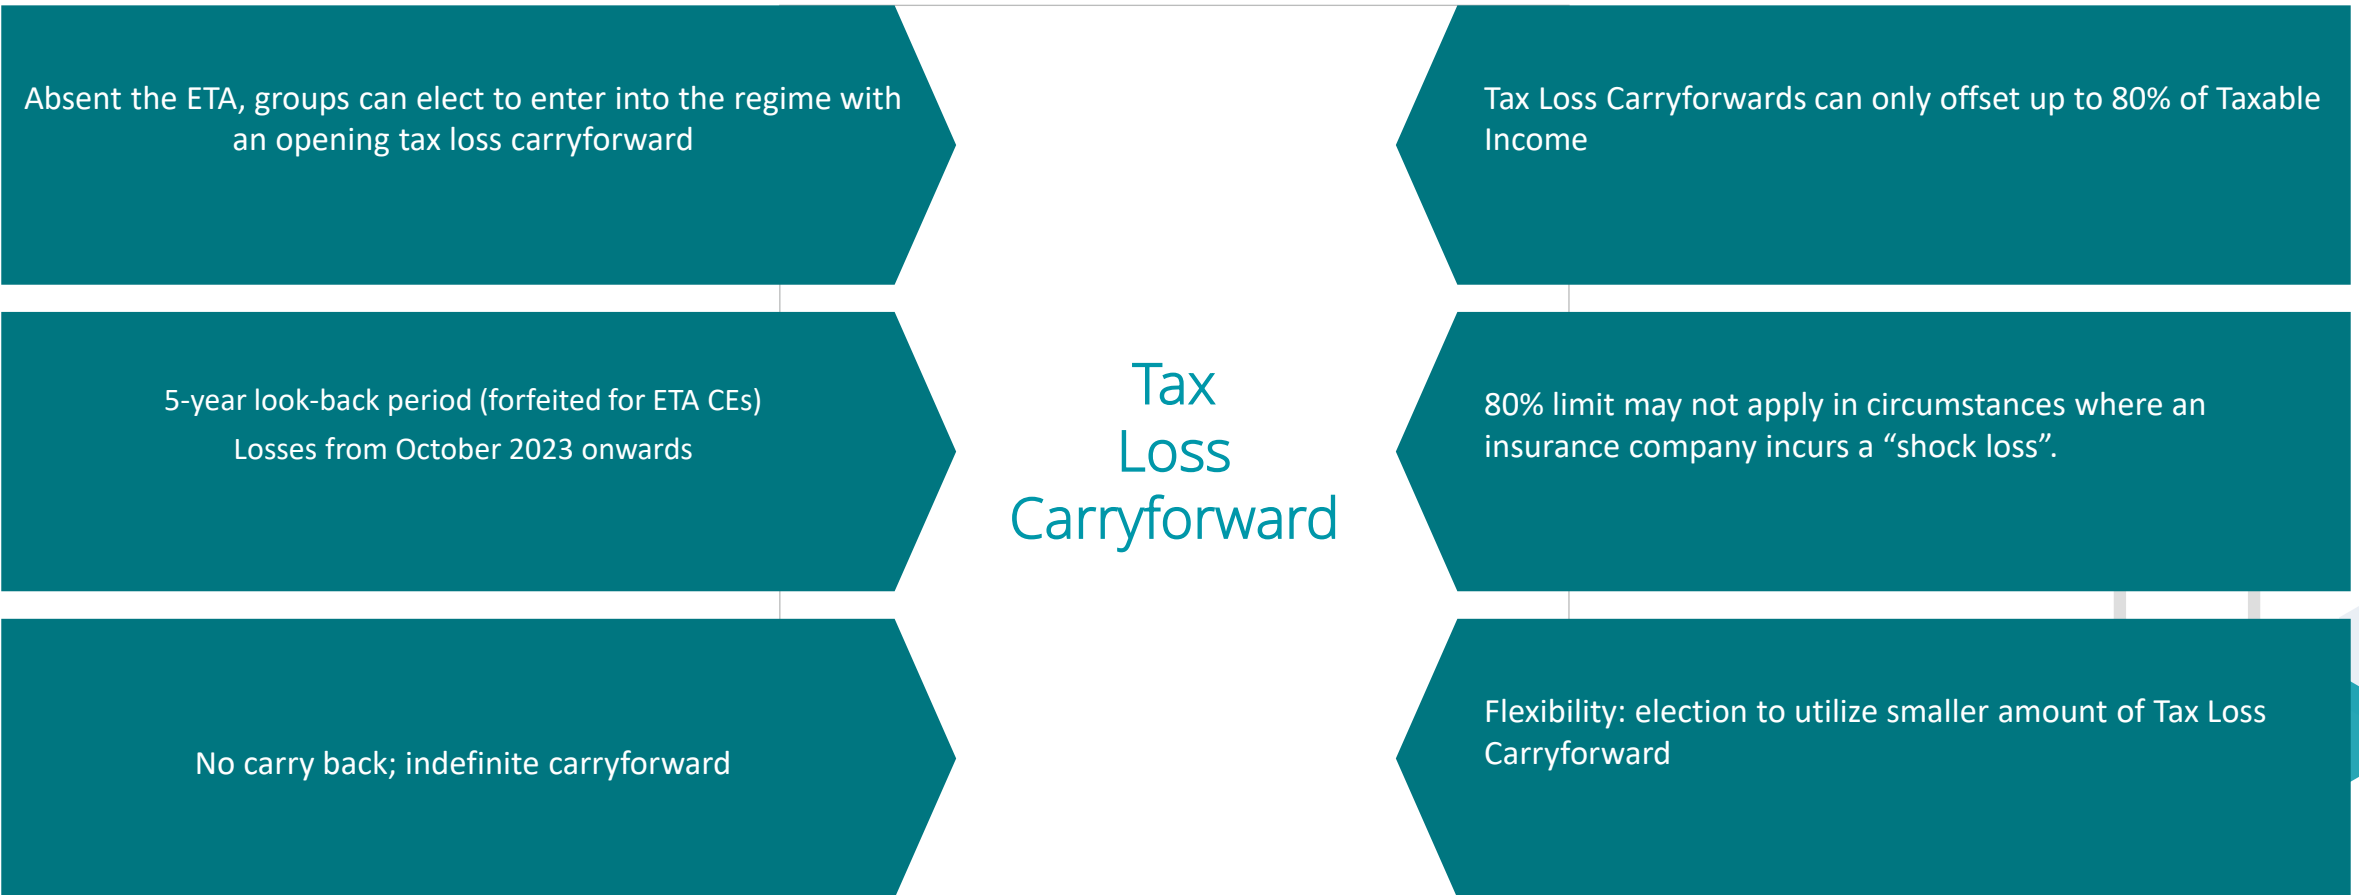 Absent the ETA, groups can elect to enter into the regime with
an opening tax loss carryforward
5-year look-back period (forfeited for ETA CEs)
Losses from October 2023 onwards
No carry back; indefinite carryforward
Tax
Loss
Carryforward
Tax Loss Carryforwards can only offset up to 80% of Taxable
Income
80% limit may not apply in circumstances where an
insurance company incurs a “shock loss”.
Flexibility: election to utilize smaller amount of Tax Loss
Carryforward